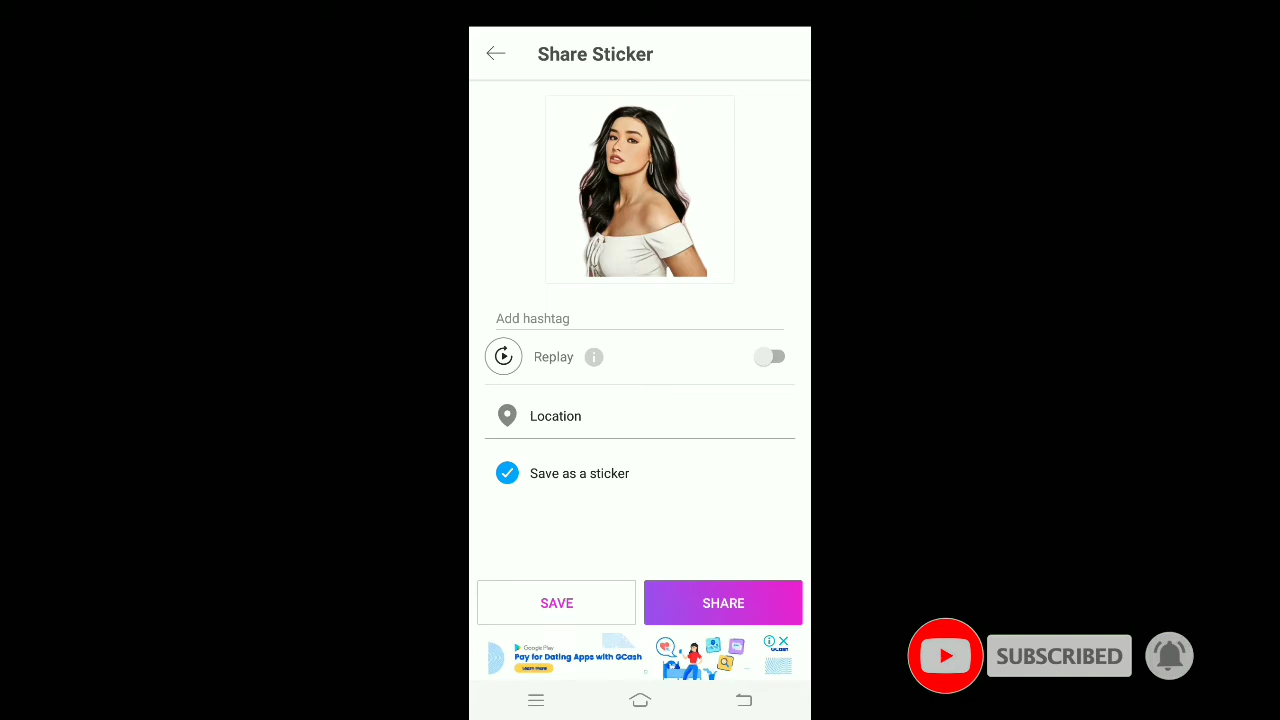 Share Sticker
Add hashtag
Replay
Location
Save as a sticker
SAVE
SHARE
Google Play
Pay for Dating Apps with GCash
Learn more
GCash
SUBSCRIBED